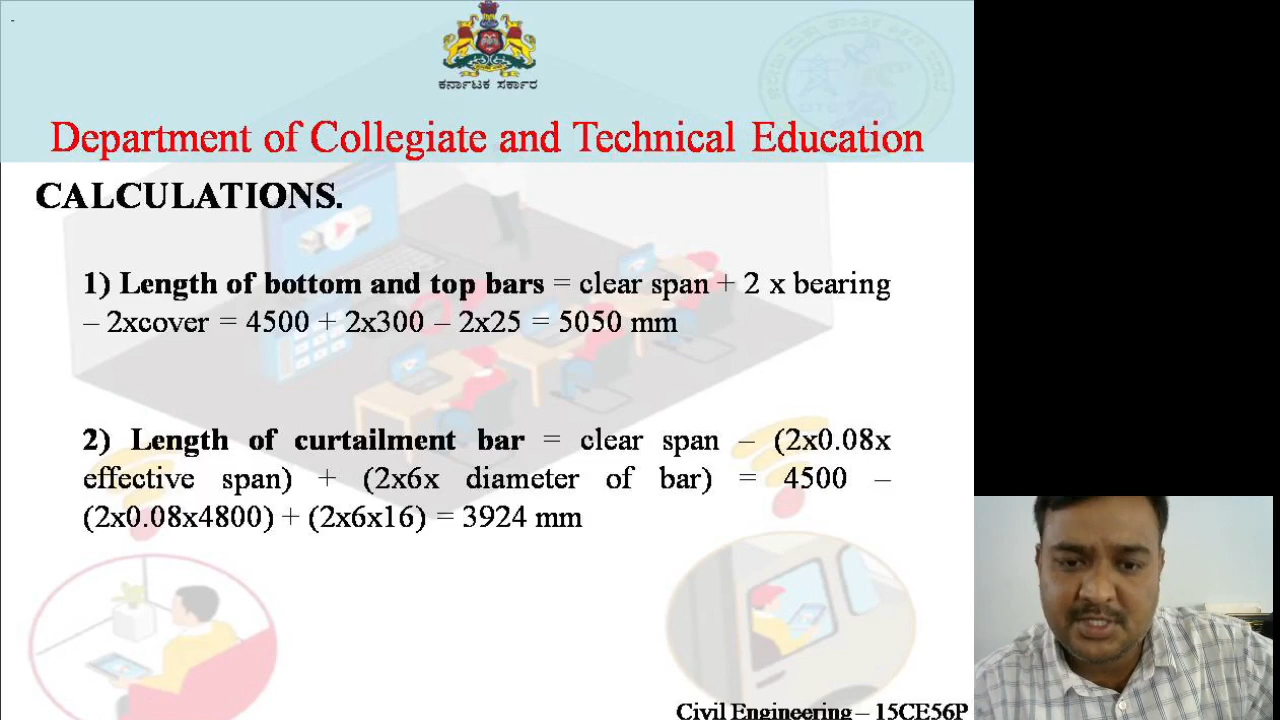 ಕರ್ನಾಟಕ ಸರ್ಕಾರ
Department of Collegiate and Technical Education
CALCULATIONS.
1) Length of bottom and top bars = clear span + 2 x bearing
– 2xcover = 4500 + 2x300 – 2x25 = 5050 mm
2) Length of curtailment bar = clear span – (2x0.08x
effective span) + (2x6x diameter of bar) = 4500 –
(2x0.08x4800) + (2x6x16) = 3924 mm
Civil Engineering – 15CE56P